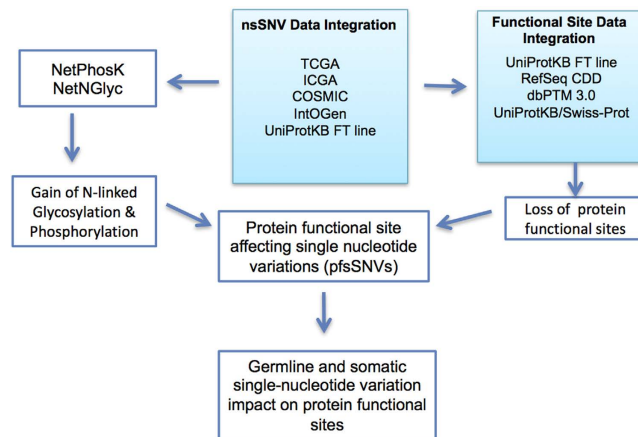 nsSNV Data Integration
TCGA
ICGA
COSMIC
IntOGen
UniProtKB FT line
Functional Site Data
Integration
UniProtKB FT line
RefSeq CDD
dbPTM 3.0
UniProtKB/Swiss-Prot
NetPhosK
NetNGlyc
Gain of N-linked
Glycosylation &
Phosphorylation
Loss of protein
functional sites
Protein functional site
affecting single nucleotide
variations (pfsSNVs)
Germline and somatic
single-nucleotide variation
impact on protein functional
sites